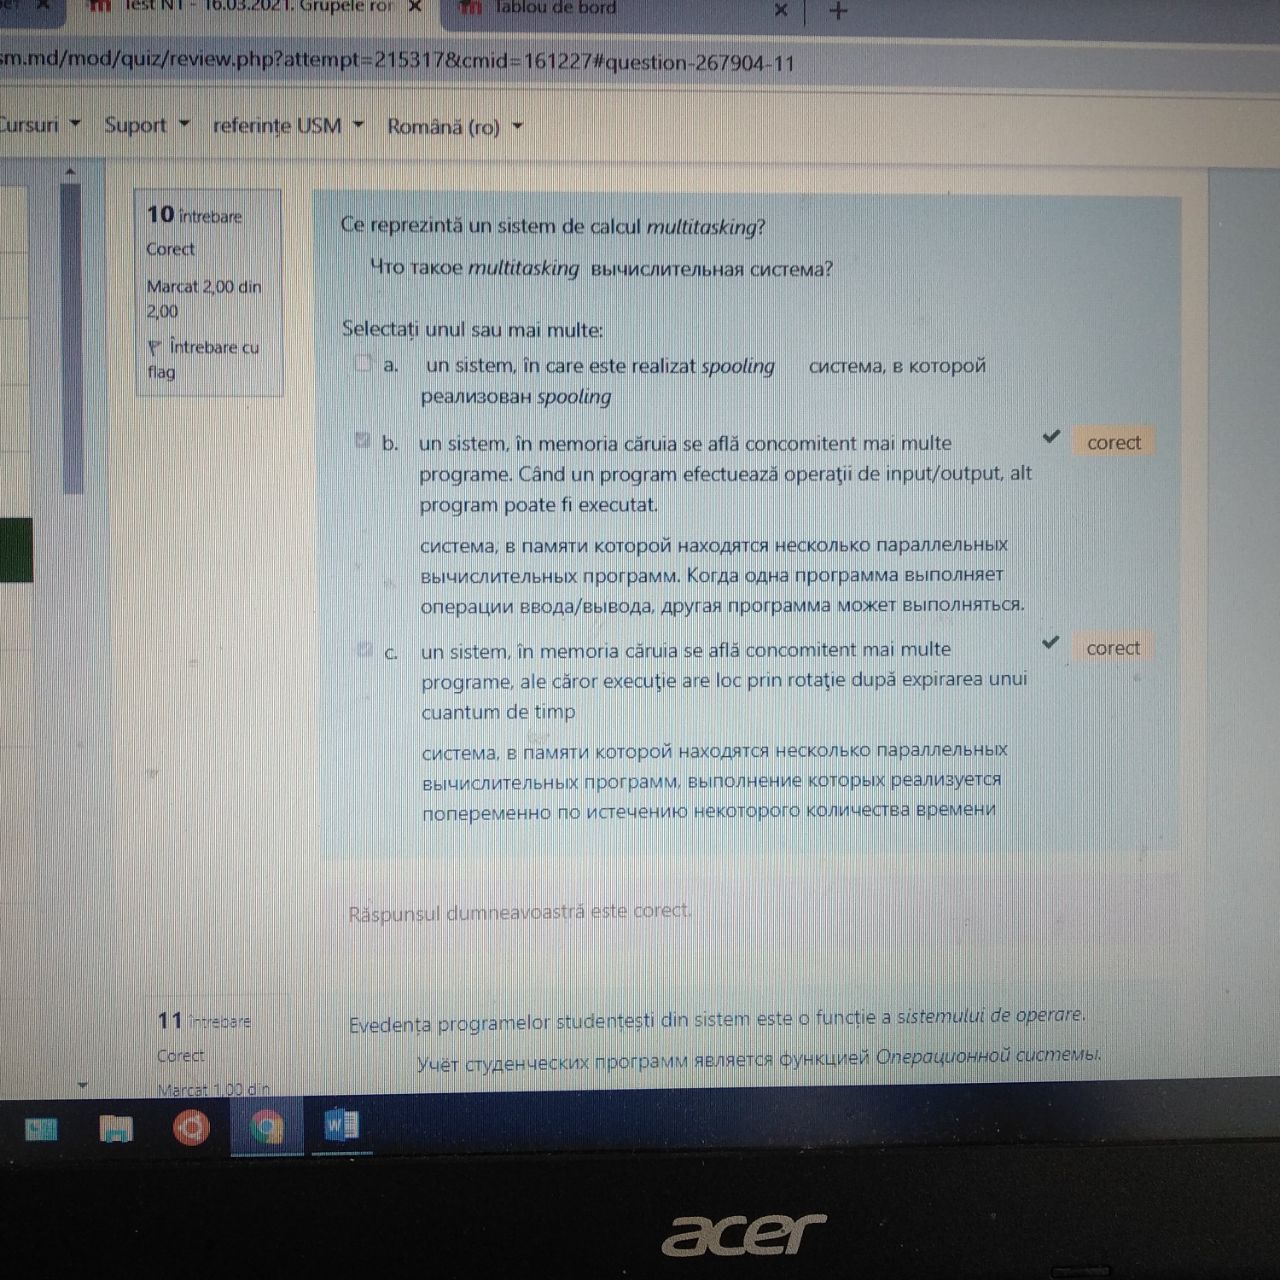 Test N1 - 16.03.2021. Grupele ror
Tablou de bord
sm.md/mod/quiz/review.php?attempt=215317&cmid=161227#question-267904-11
Cursuri Suport referințe USM Română (ro)
10 întrebare
Corect
Marcat 2,00 din
2,00
Întrebare cu
flag
Ce reprezintă un sistem de calcul multitasking?
Что такое multitasking вычислительная система?
Selectați unul sau mai multe:
a. un sistem, în care este realizat spooling система, в которой
реализован spooling
b. un sistem, în memoria căruia se află concomitent mai multe
programe. Când un program efectuează operaţii de input/output, alt
program poate fi executat.
corect
система, в памяти которой находятся несколько параллельных
вычислительных программ. Когда одна программа выполняет
операции ввода/вывода, другая программа может выполняться.
c. un sistem, în memoria căruia se află concomitent mai multe
programe, ale căror execuţie are loc prin rotaţie după expirarea unui
cuantum de timp
corect
система, в памяти которой находятся несколько параллельных
вычислительных программ, выполнение которых реализуется
попеременно по истечению некоторого количества времени
Răspunsul dumneavoastră este corect.
11 întrebare
Corect
Marcat 1,00 din
Evedența programelor studențești din sistem este o funcție a sistemului de operare.
Учёт студенческих программ является функцией Операционной системы.
acer